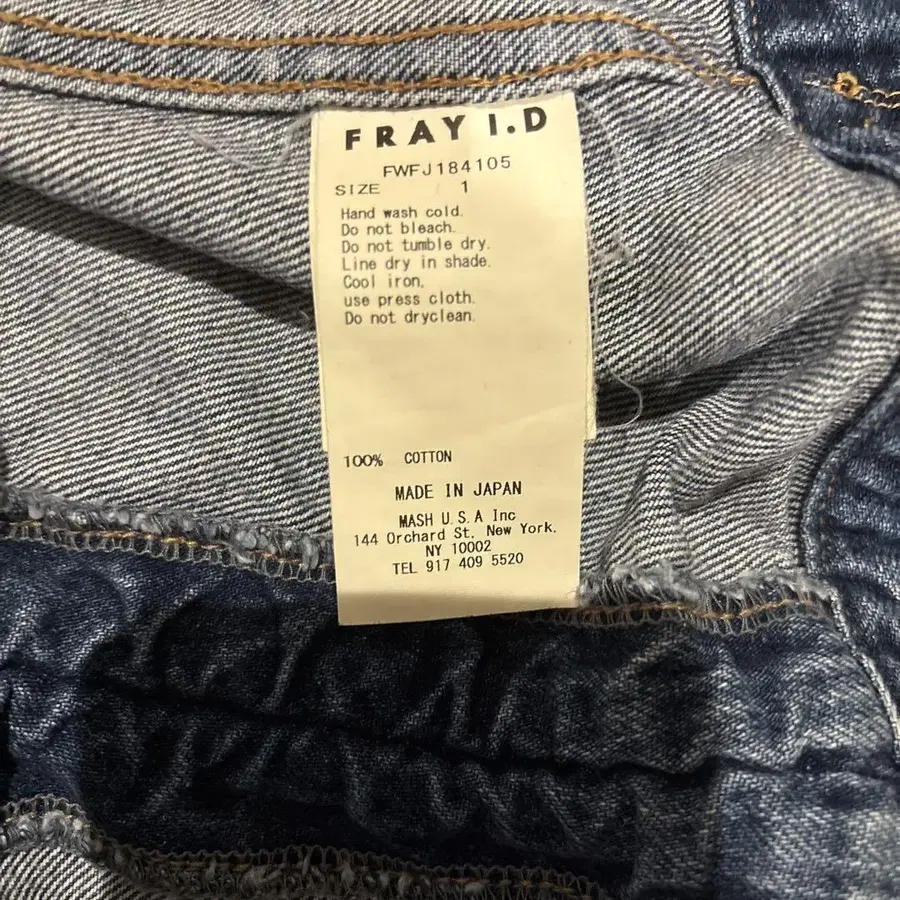 FRAY I.D
FWFJ184105
SIZE 1
Hand wash cold.
Do not bleach.
Do not tumble dry.
Line dry in shade.
Cool iron,
use press cloth.
Do not dryclean.
100% COTTON
MADE IN JAPAN
MASH U.S.A Inc
144 Orchard St, New York,
NY 10002
TEL 917 409 5520